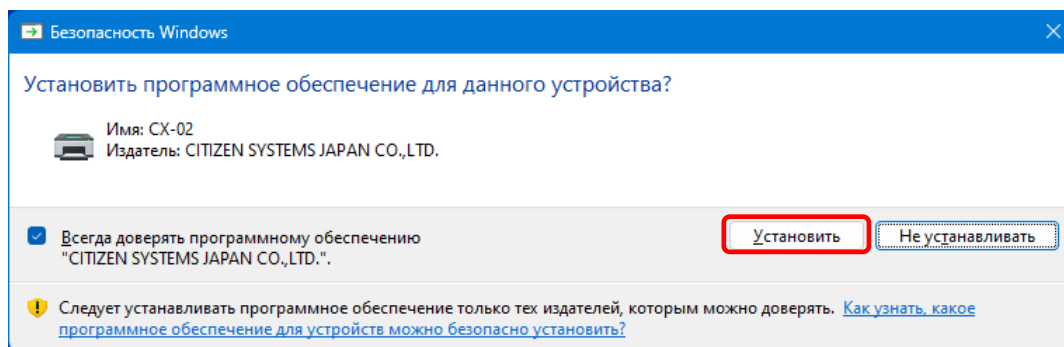 Безопасность Windows
Установить программное обеспечение для данного устройства?
Имя: CX-02
Издатель: CITIZEN SYSTEMS JAPAN CO.,LTD.
Всегда доверять программному обеспечению
"CITIZEN SYSTEMS JAPAN CO.,LTD.".
Установить
Не устанавливать
Следует устанавливать программное обеспечение только тех издателей, которым можно доверять. Как узнать, какое
программное обеспечение для устройств можно безопасно установить?